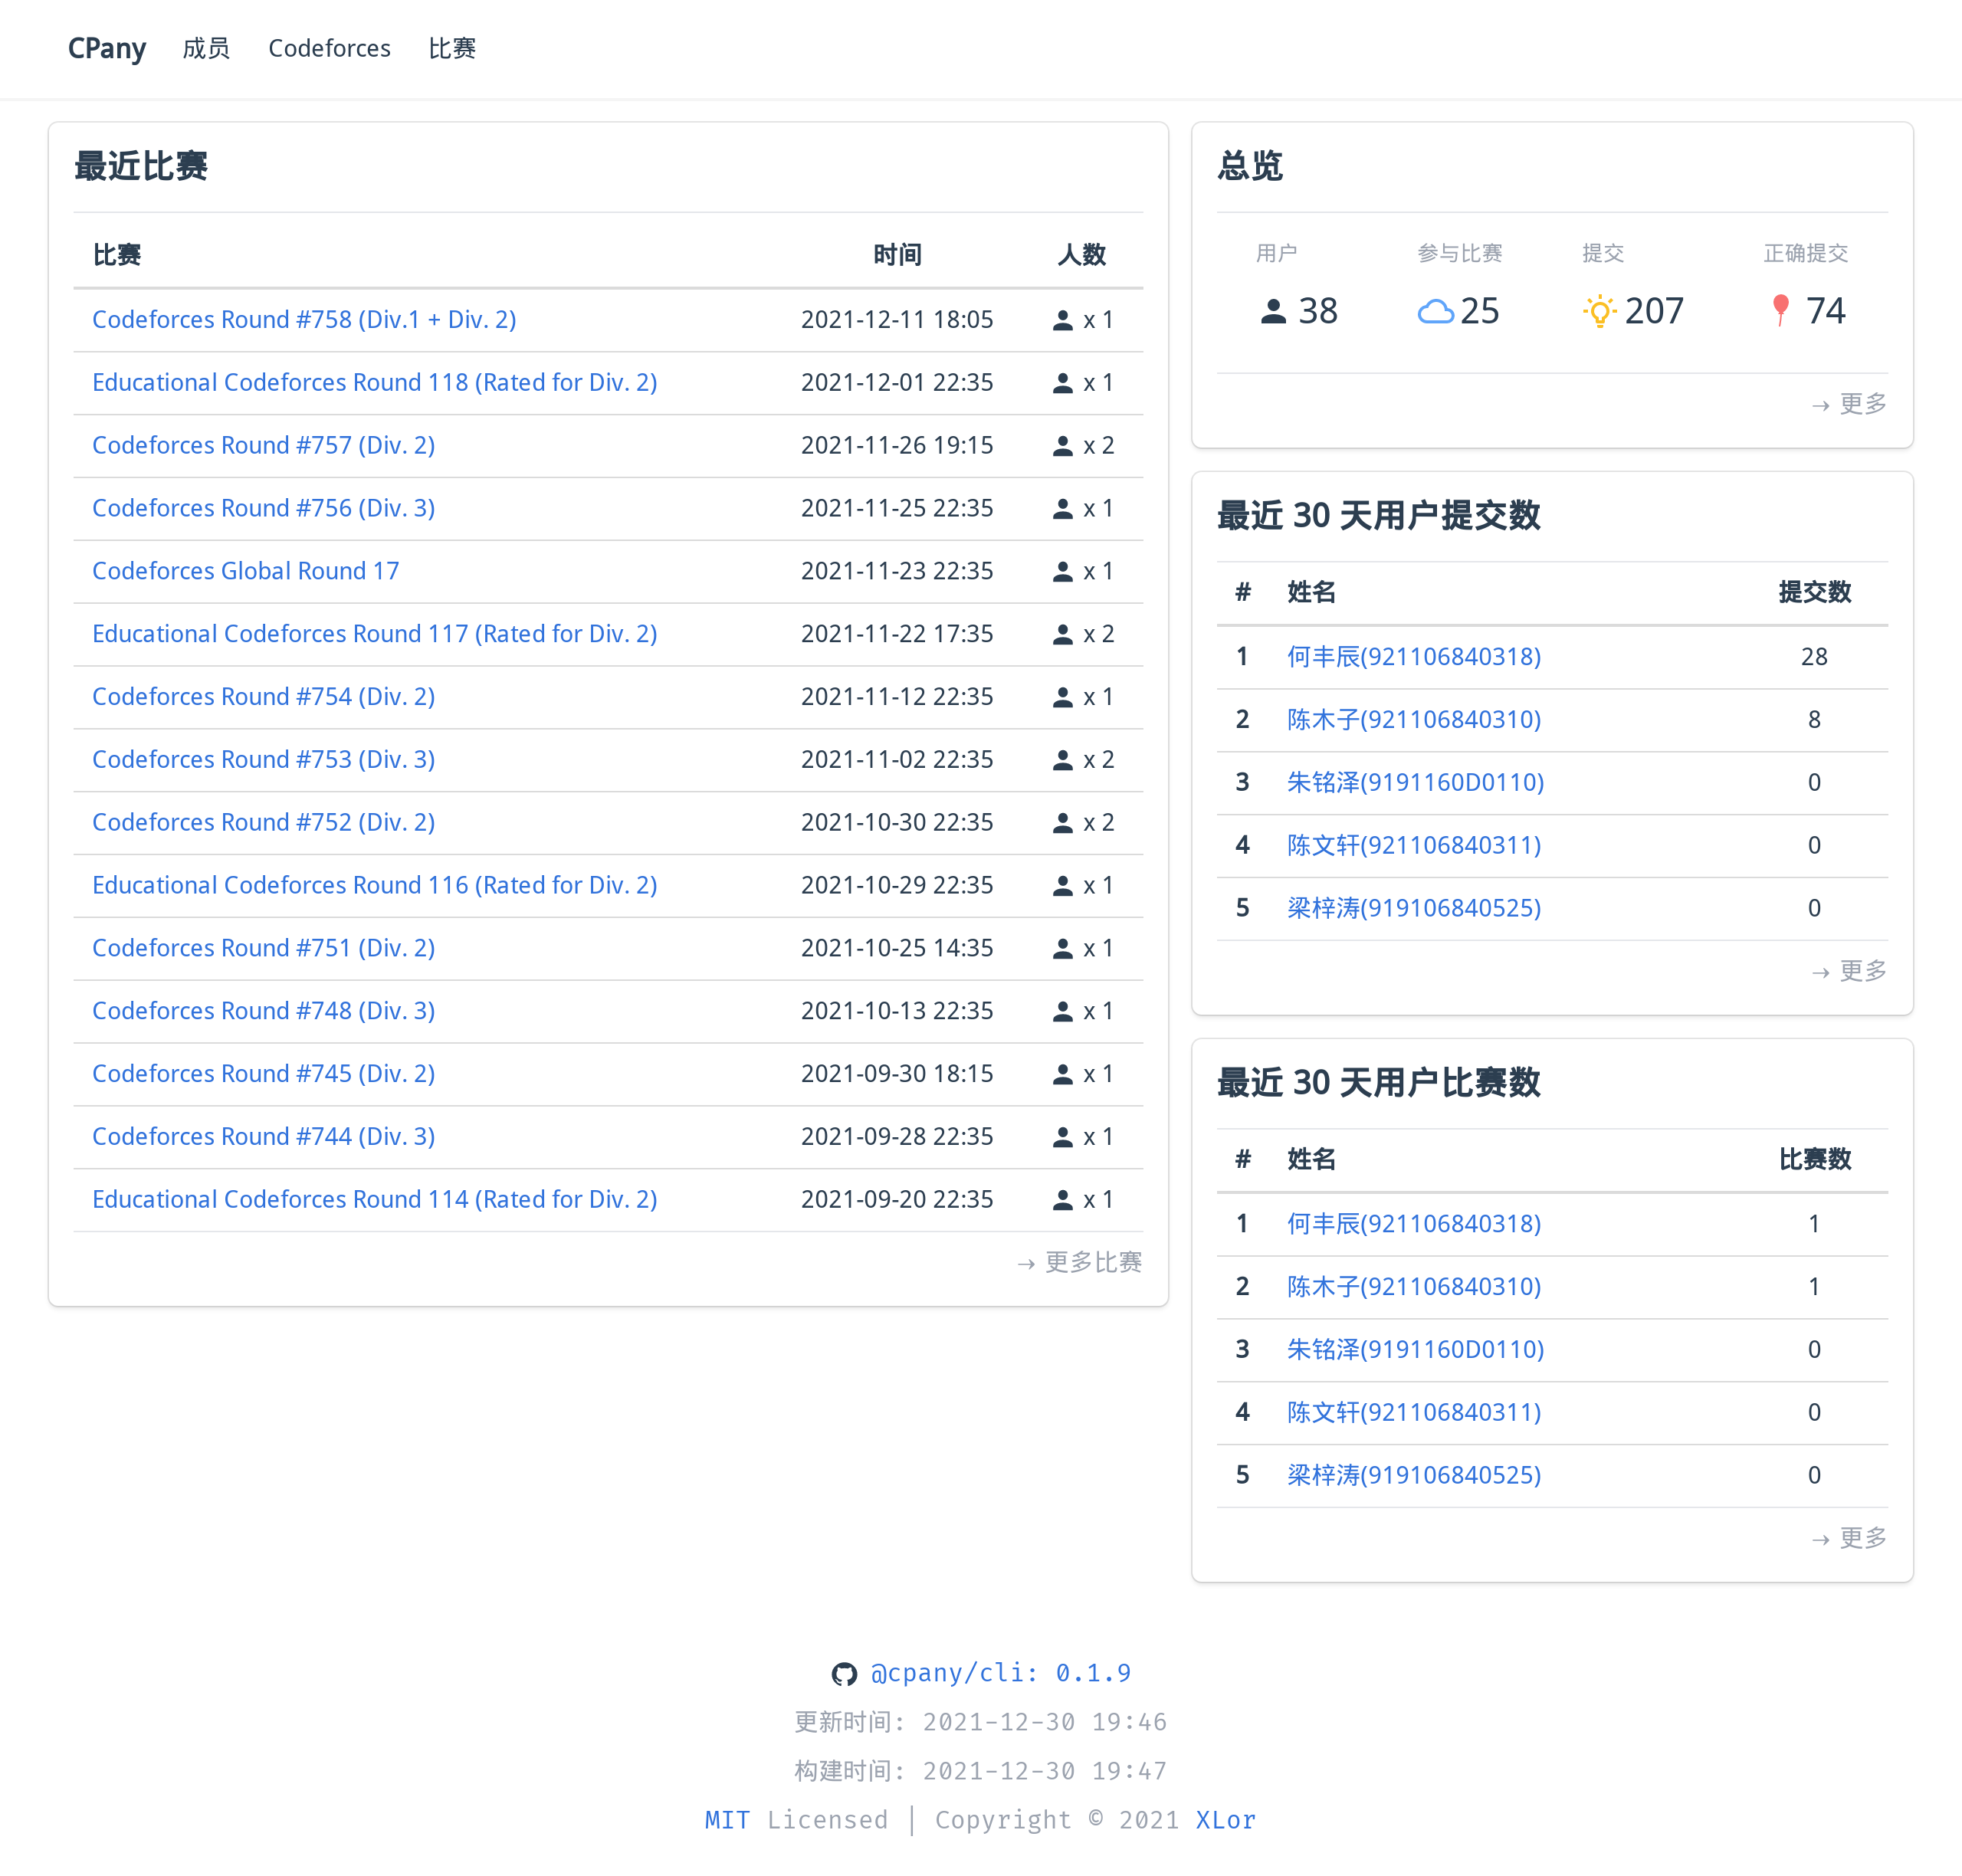 CPany 成员 Codeforces 比赛
最近比赛
比赛 时间 人数
Codeforces Round #758 (Div.1 + Div. 2) 2021-12-11 18:05 x 1
Educational Codeforces Round 118 (Rated for Div. 2) 2021-12-01 22:35 x 1
Codeforces Round #757 (Div. 2) 2021-11-26 19:15 x 2
Codeforces Round #756 (Div. 3) 2021-11-25 22:35 x 1
Codeforces Global Round 17 2021-11-23 22:35 x 1
Educational Codeforces Round 117 (Rated for Div. 2) 2021-11-22 17:35 x 2
Codeforces Round #754 (Div. 2) 2021-11-12 22:35 x 1
Codeforces Round #753 (Div. 3) 2021-11-02 22:35 x 2
Codeforces Round #752 (Div. 2) 2021-10-30 22:35 x 2
Educational Codeforces Round 116 (Rated for Div. 2) 2021-10-29 22:35 x 1
Codeforces Round #751 (Div. 2) 2021-10-25 14:35 x 1
Codeforces Round #748 (Div. 3) 2021-10-13 22:35 x 1
Codeforces Round #745 (Div. 2) 2021-09-30 18:15 x 1
Codeforces Round #744 (Div. 3) 2021-09-28 22:35 x 1
Educational Codeforces Round 114 (Rated for Div. 2) 2021-09-20 22:35 x 1
→ 更多比赛
总览
用户 参与比赛 提交 正确提交
38 25 207 74
→ 更多
最近 30 天用户提交数
# 姓名 提交数
1 何丰辰(921106840318) 28
2 陈木子(921106840310) 8
3 朱铭泽(9191160D0110) 0
4 陈文轩(921106840311) 0
5 梁梓涛(919106840525) 0
→ 更多
最近 30 天用户比赛数
# 姓名 比赛数
1 何丰辰(921106840318) 1
2 陈木子(921106840310) 1
3 朱铭泽(9191160D0110) 0
4 陈文轩(921106840311) 0
5 梁梓涛(919106840525) 0
→ 更多
@cpany/cli: 0.1.9
更新时间: 2021-12-30 19:46
构建时间: 2021-12-30 19:47
MIT Licensed | Copyright © 2021 XLor